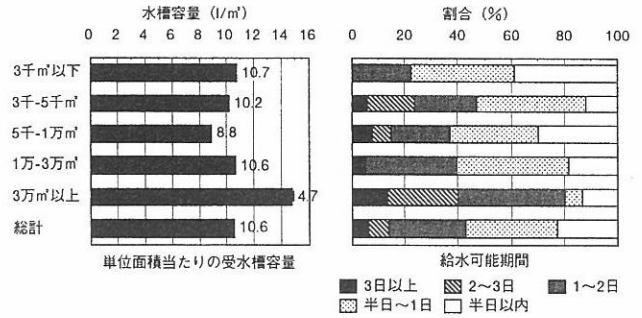 水槽容量 (l/㎡)
0 2 4 6 8 10 12 14 16
3千㎡以下 10.7
3千-5千㎡ 10.2
5千-1万㎡ 8.8
1万-3万㎡ 10.6
3万㎡以上 4.7
総計 10.6
単位面積当たりの受水槽容量
割合 (%)
0 20 40 60 80 100
給水可能期間
3日以上 2～3日 1～2日
半日～1日 半日以内